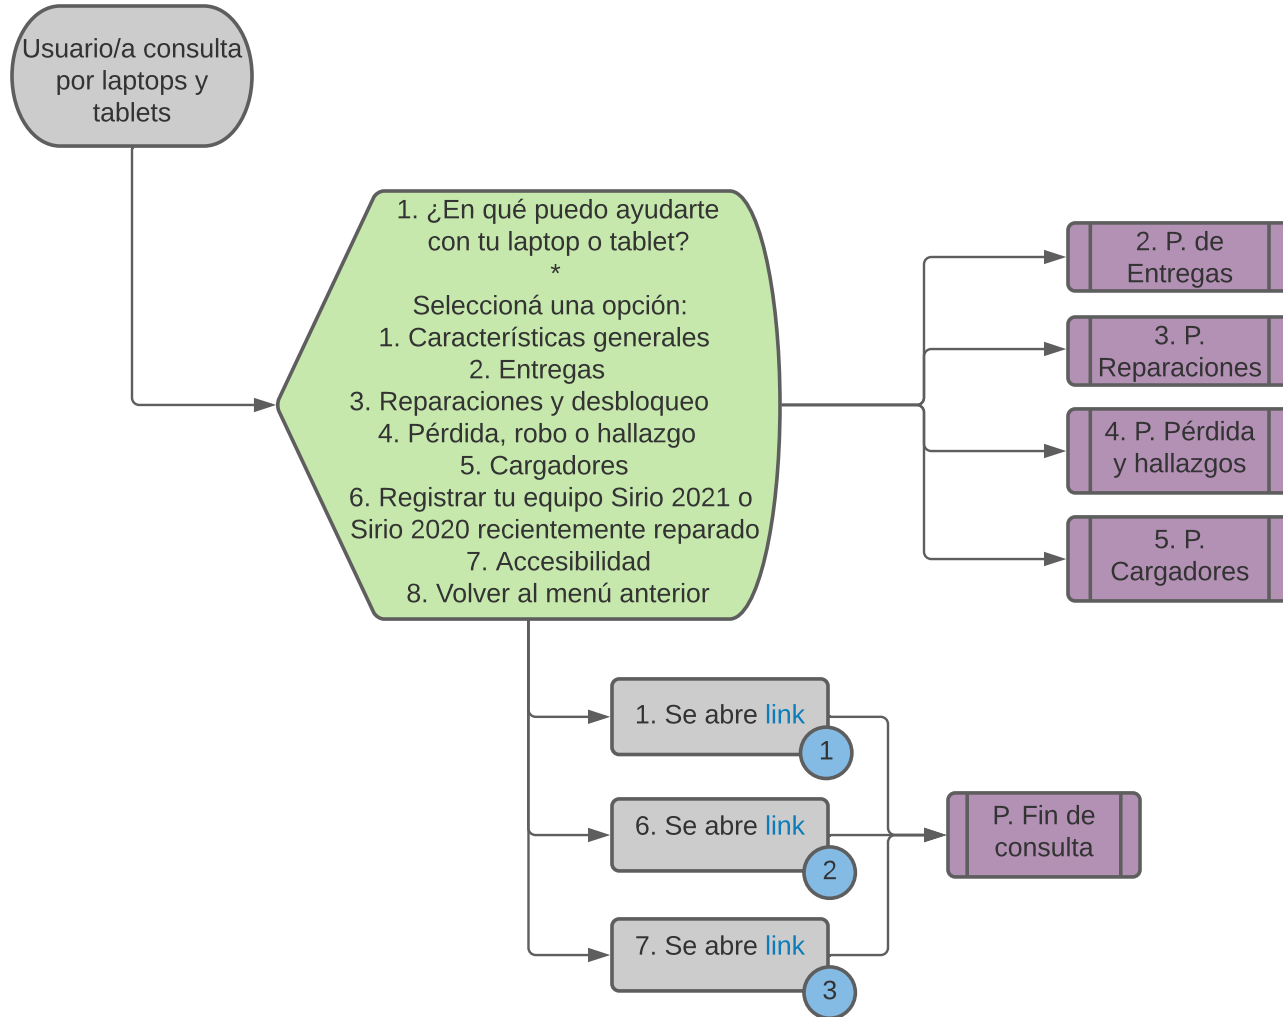 Usuario/a consulta
por laptops y
tablets
1. ¿En qué puedo ayudarte
con tu laptop o tablet?
*
Seleccioná una opción:
1. Características generales
2. Entregas
3. Reparaciones y desbloqueo
4. Pérdida, robo o hallazgo
5. Cargadores
6. Registrar tu equipo Sirio 2021 o
Sirio 2020 recientemente reparado
7. Accesibilidad
8. Volver al menú anterior
2. P. de
Entregas
3. P.
Reparaciones
4. P. Pérdida
y hallazgos
5. P.
Cargadores
1. Se abre link
1
6. Se abre link
2
7. Se abre link
3
P. Fin de
consulta